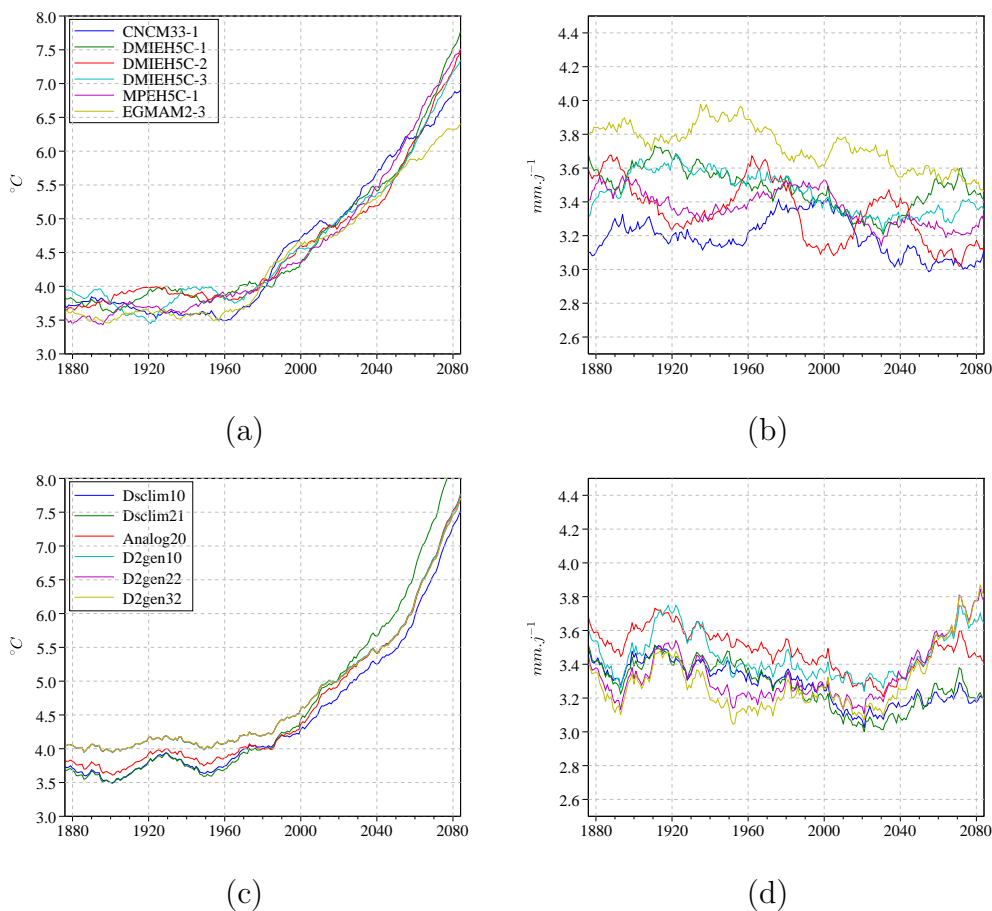 8.0
7.5
7.0
6.5
6.0
5.5
5.0
4.5
4.0
3.5
3.0
°C
CNCM33-1
DMIEH5C-1
DMIEH5C-2
DMIEH5C-3
MPEH5C-1
EGMAM2-3
1880 1920 1960 2000 2040 2080
(a)
4.4
4.2
4.0
3.8
3.6
3.4
3.2
3.0
2.8
2.6
mm.j⁻¹
1880 1920 1960 2000 2040 2080
(b)
8.0
7.5
7.0
6.5
6.0
5.5
5.0
4.5
4.0
3.5
3.0
°C
Dsclim10
Dsclim21
Analog20
D2gen10
D2gen22
D2gen32
1880 1920 1960 2000 2040 2080
(c)
4.4
4.2
4.0
3.8
3.6
3.4
3.2
3.0
2.8
2.6
mm.j⁻¹
1880 1920 1960 2000 2040 2080
(d)